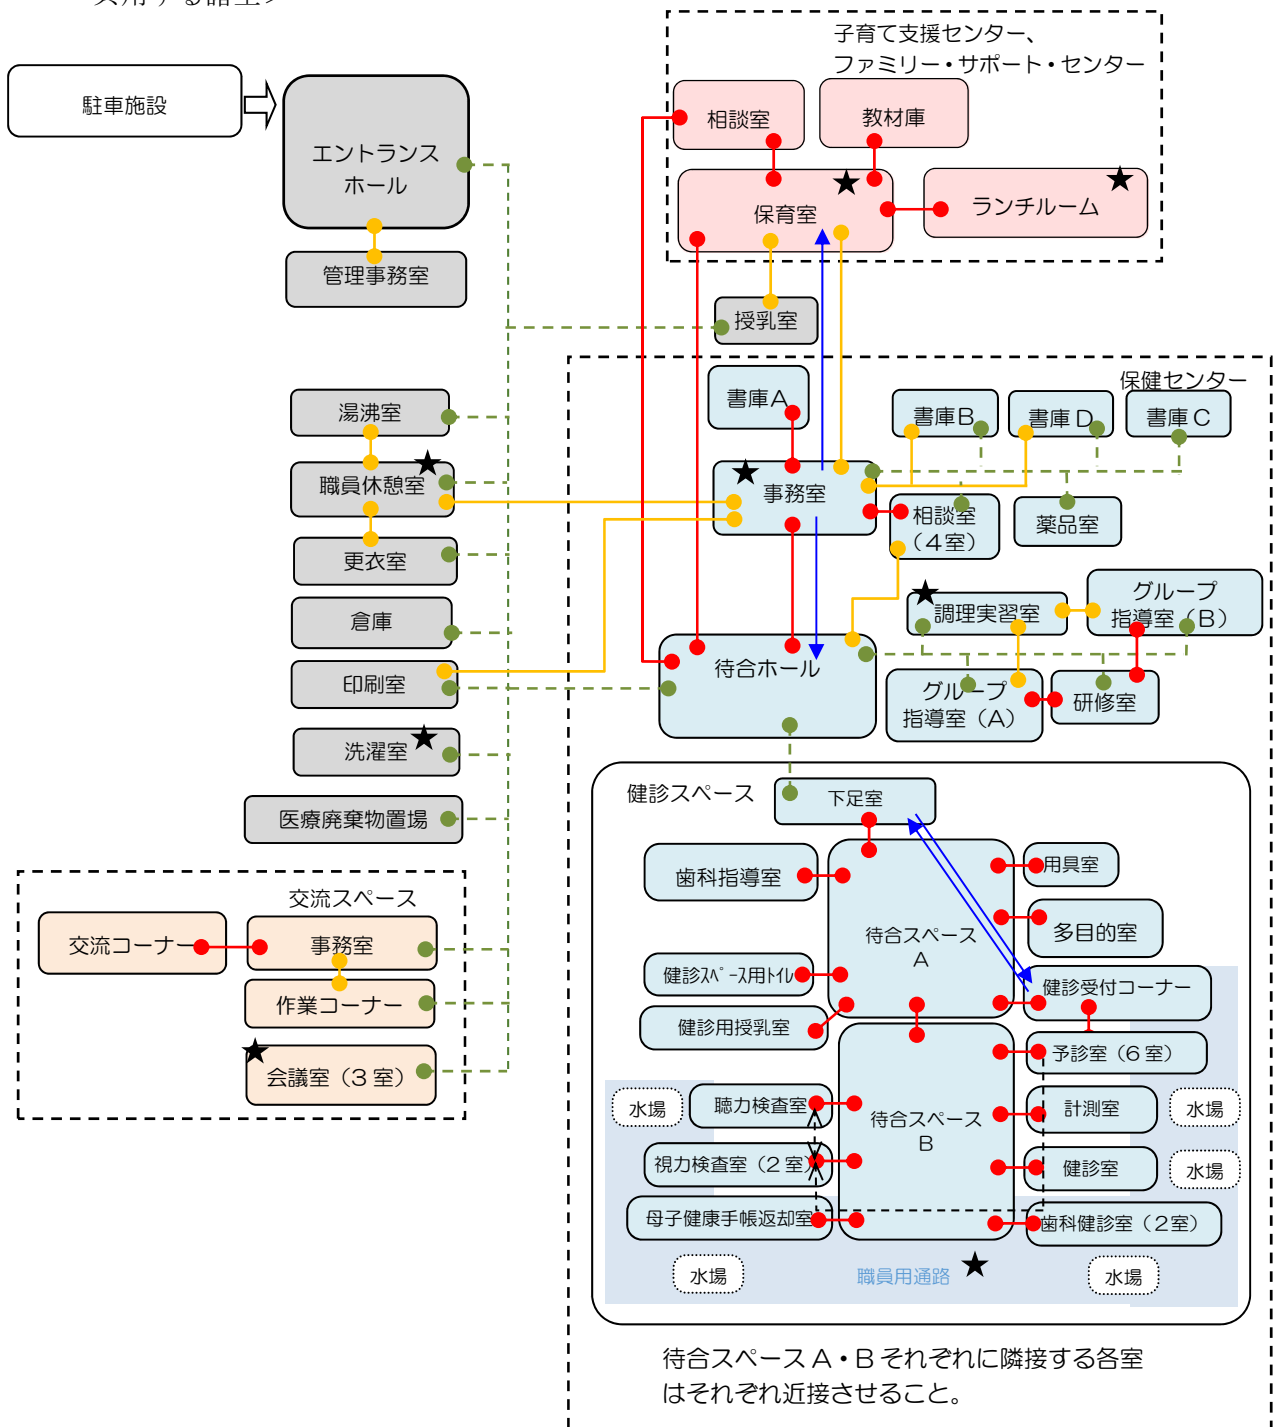 子育て支援センター、
ファミリー・サポート・センター
駐車施設
エントランス
ホール
相談室
教材庫
保育室
ランチルーム
管理事務室
授乳室
保健センター
湯沸室
書庫A
書庫B
書庫D
書庫C
職員休憩室
事務室
相談室
（4室）
薬品室
更衣室
倉庫
調理実習室
グループ
指導室（B）
印刷室
待合ホール
グループ
指導室（A）
研修室
洗濯室
医療廃棄物置場
健診スペース
下足室
交流スペース
交流コーナー
事務室
作業コーナー
会議室（3室）
歯科指導室
用具室
待合スペース
A
多目的室
健診ｽﾍﾟｰｽ用ﾄｲﾚ
健診受付コーナー
健診用授乳室
予診室（6室）
水場
聴力検査室
待合スペース
B
計測室
水場
視力検査室（2室）
健診室
水場
母子健康手帳返却室
歯科健診室（2室）
水場
職員用通路
水場
待合スペースA・Bそれぞれに隣接する各室
はそれぞれ近接させること。